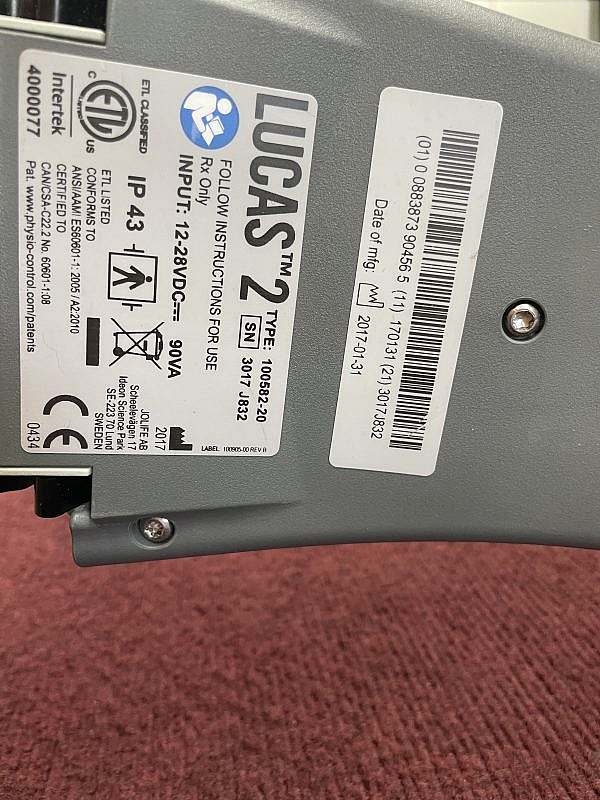 LUCAS™ 2
TYPE: 100582-20
SN 3017 J832
FOLLOW INSTRUCTIONS FOR USE
Rx Only
INPUT: 12-28VDC 90VA
IP 43
ETL CLASSIFIED
C ETL LISTED US
Intertek
4000077
ETL LISTED
CONFORMS TO
ANSI/AAMI ES60601-1: 2005 / A2:2010
CERTIFIED TO
CAN/CSA-C22.2 No. 60601-1:08
Pat. www.physio-control.com/patents
2017
JOLIFE AB
Scheelevägen 17
Ideon Science Park
SE-223 70 Lund
SWEDEN
CE
0434
LABEL: 100905-00 REV B
(01) 0 0883873 90456 5 (11) 170131 (21) 3017J832
Date of mfg: 2017-01-31